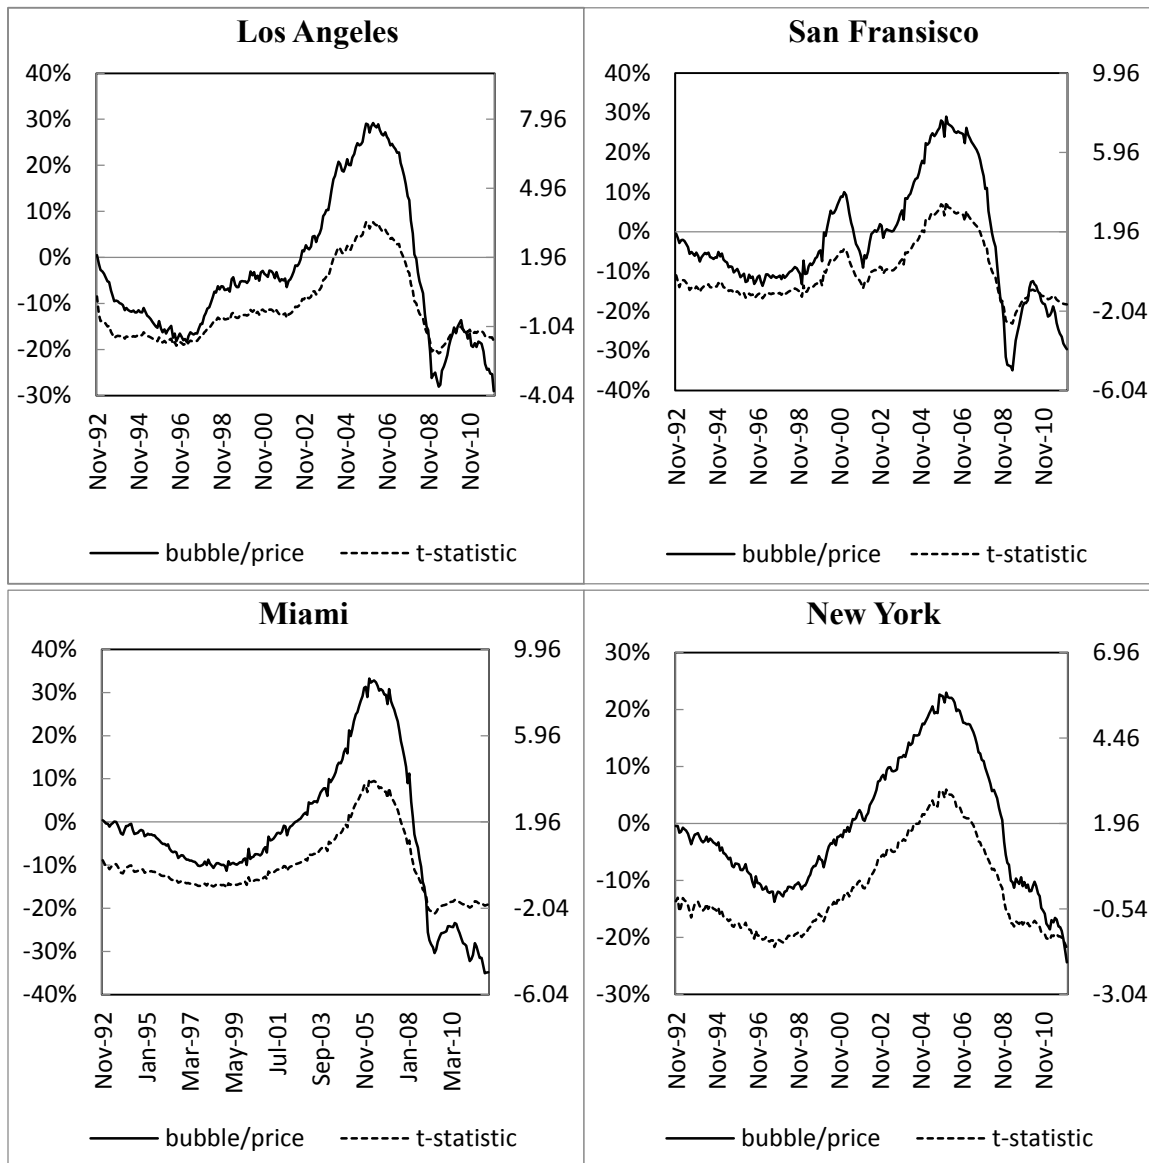 Los Angeles
40%
30%
20%
10%
0%
-10%
-20%
-30%
7.96
4.96
1.96
-1.04
-4.04
Nov-92
Nov-94
Nov-96
Nov-98
Nov-00
Nov-02
Nov-04
Nov-06
Nov-08
Nov-10
bubble/price t-statistic
San Fransisco
40%
30%
20%
10%
0%
-10%
-20%
-30%
-40%
9.96
5.96
1.96
-2.04
-6.04
Nov-92
Nov-94
Nov-96
Nov-98
Nov-00
Nov-02
Nov-04
Nov-06
Nov-08
Nov-10
bubble/price t-statistic
Miami
40%
30%
20%
10%
0%
-10%
-20%
-30%
-40%
9.96
5.96
1.96
-2.04
-6.04
Nov-92
Jan-95
Mar-97
May-99
Jul-01
Sep-03
Nov-05
Jan-08
Mar-10
bubble/price t-statistic
New York
30%
20%
10%
0%
-10%
-20%
-30%
6.96
4.46
1.96
-0.54
-3.04
Nov-92
Nov-94
Nov-96
Nov-98
Nov-00
Nov-02
Nov-04
Nov-06
Nov-08
Nov-10
bubble/price t-statistic